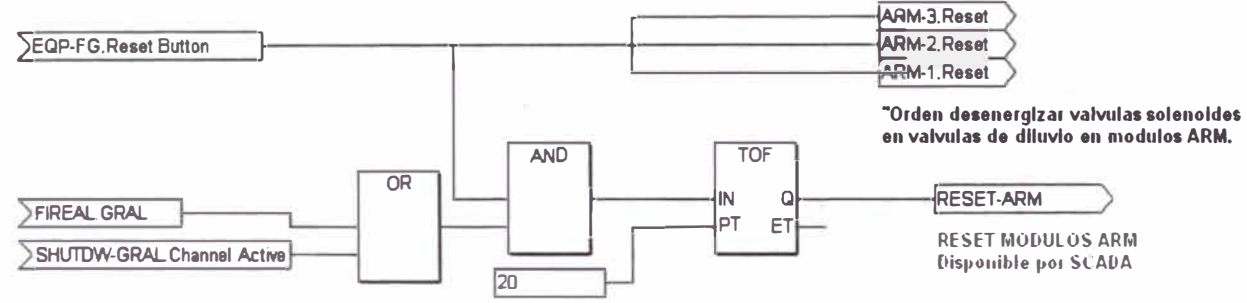 ARM-3.Reset
EQP-FG.Reset Button
ARM-2.Reset
ARM-1.Reset
"Orden desenergizar valvulas solenoides
en valvulas de diluvio en modulos ARM.
OR
AND
TOF
FIREAL.GRAL
SHUTDW-GRAL.Channel Active
IN Q
PT ET
20
RESET-ARM
RESET MODULOS ARM
Disponible por SCADA